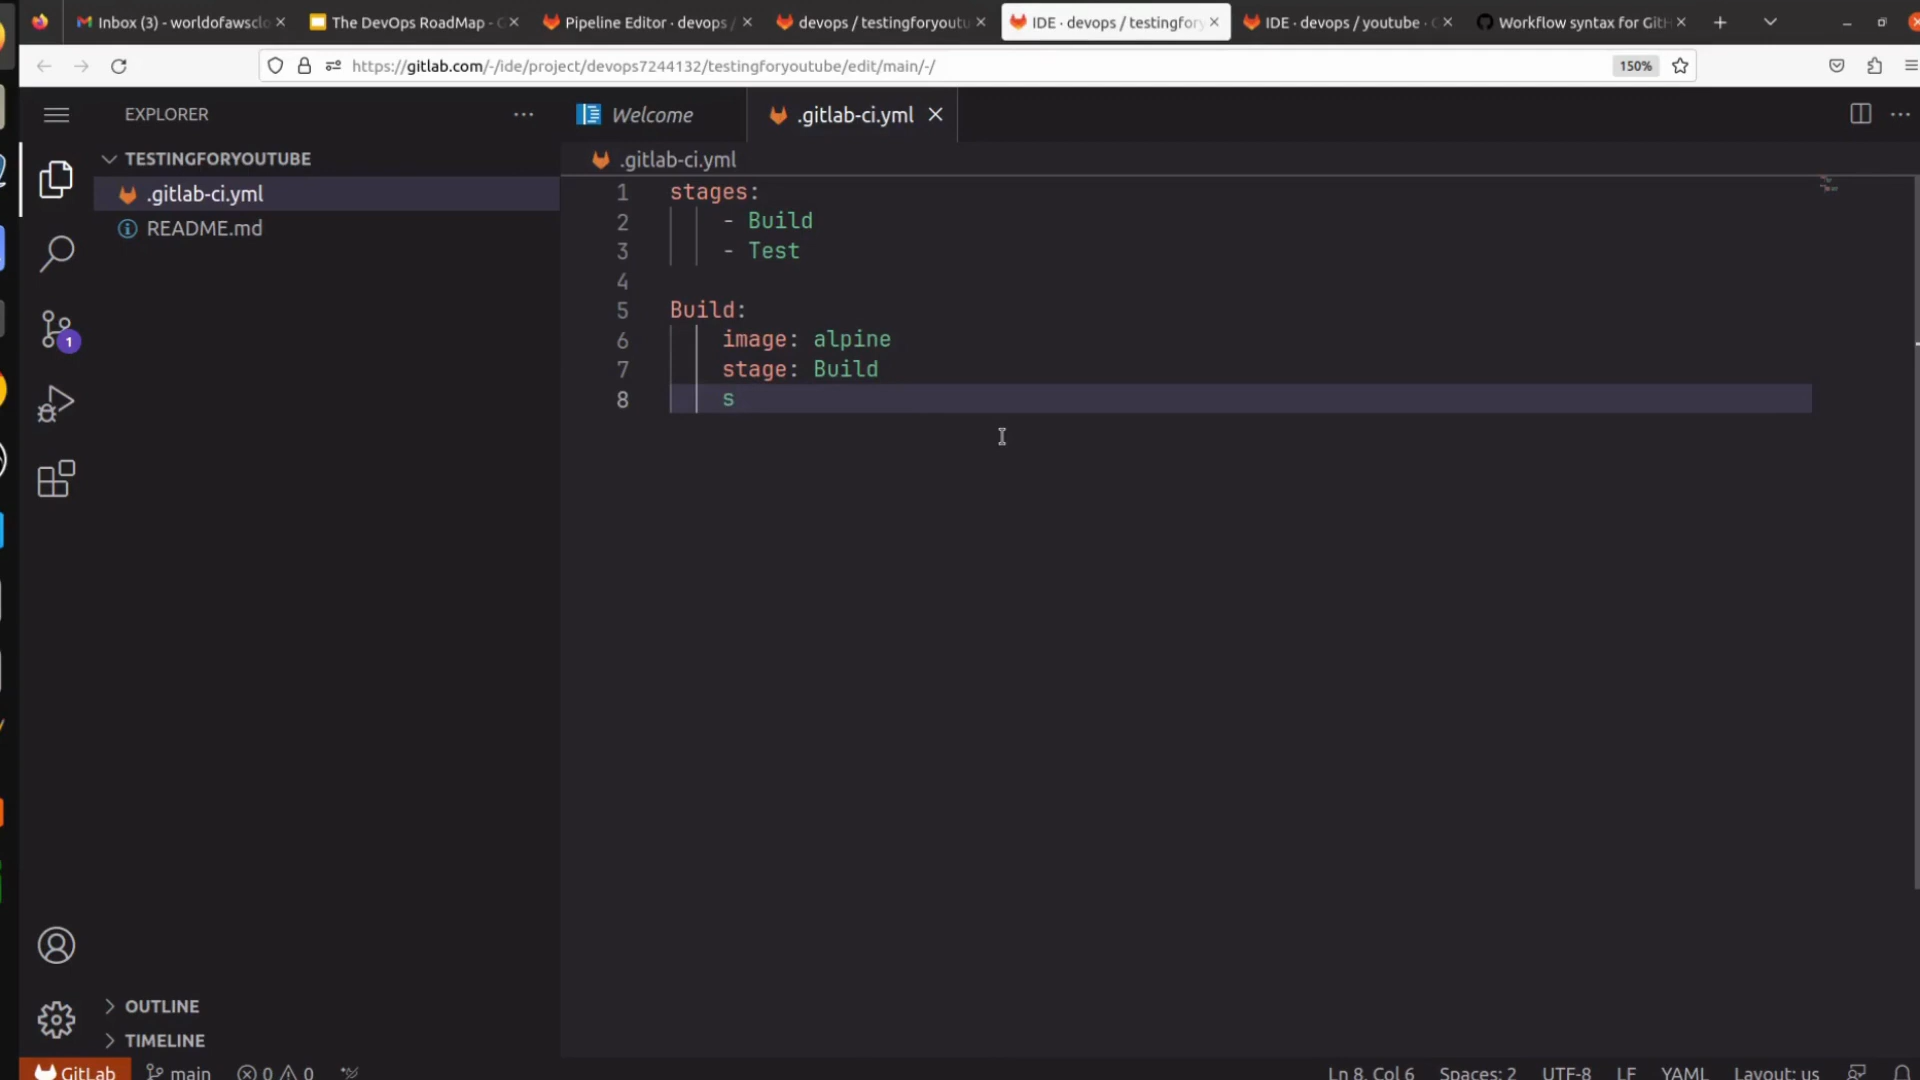 Inbox (3) - worldofawsclo
The DevOps RoadMap - G
Pipeline Editor · devops /
devops / testingforyoutu
IDE · devops / testingfor
IDE · devops / youtube · G
Workflow syntax for GitH
https://gitlab.com/-/ide/project/devops7244132/testingforyoutube/edit/main/-/
150%
EXPLORER
Welcome
.gitlab-ci.yml
TESTINGFORYOUTUBE
.gitlab-ci.yml
README.md
1
OUTLINE
TIMELINE
.gitlab-ci.yml
1 stages:
2 - Build
3 - Test
4
5 Build:
6 image: alpine
7 stage: Build
8 s
GitLab
main
0 0
Ln 8, Col 6
Spaces: 2
UTF-8
LF
YAML
Layout: us